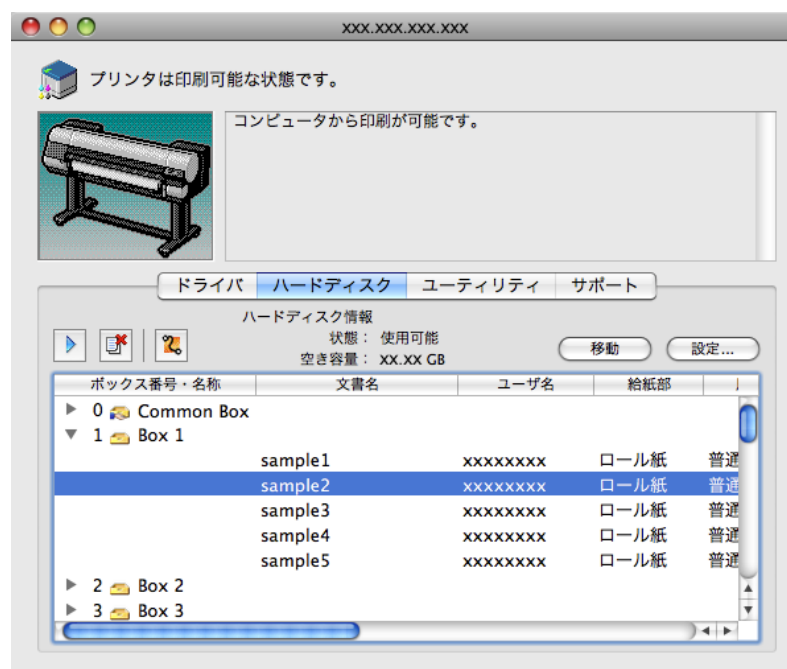 xxx.xxx.xxx.xxx
プリンタは印刷可能な状態です。
コンピュータから印刷が可能です。
ドライバ ハードディスク ユーティリティ サポート
ハードディスク情報
状態： 使用可能
空き容量： xx.xx GB
移動 設定...
ボックス番号・名称 文書名 ユーザ名 給紙部
0 Common Box
1 Box 1
sample1 xxxxxxxx ロール紙 普通
sample2 xxxxxxxx ロール紙 普通
sample3 xxxxxxxx ロール紙 普通
sample4 xxxxxxxx ロール紙 普通
sample5 xxxxxxxx ロール紙 普通
2 Box 2
3 Box 3